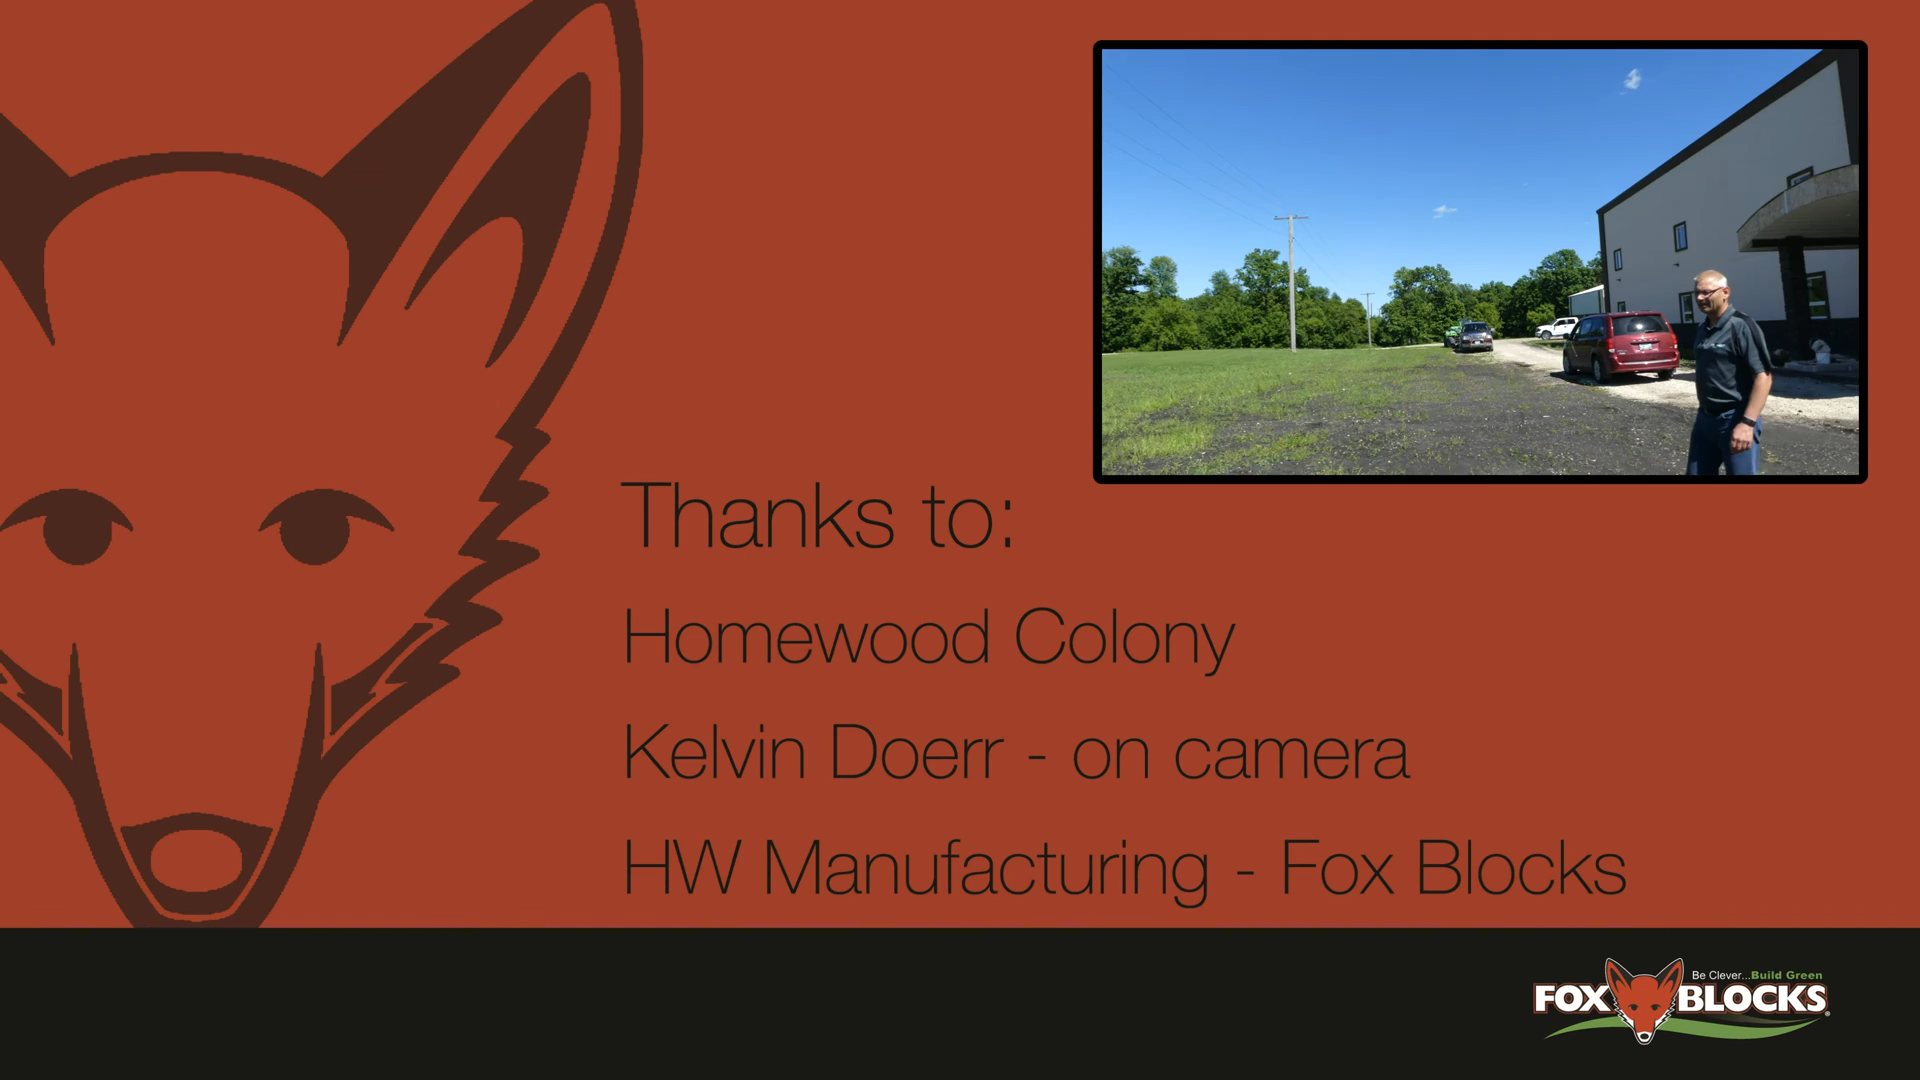 Thanks to:
Homewood Colony
Kelvin Doerr - on camera
HW Manufacturing - Fox Blocks
Be Clever...Build Green
FOX BLOCKS®